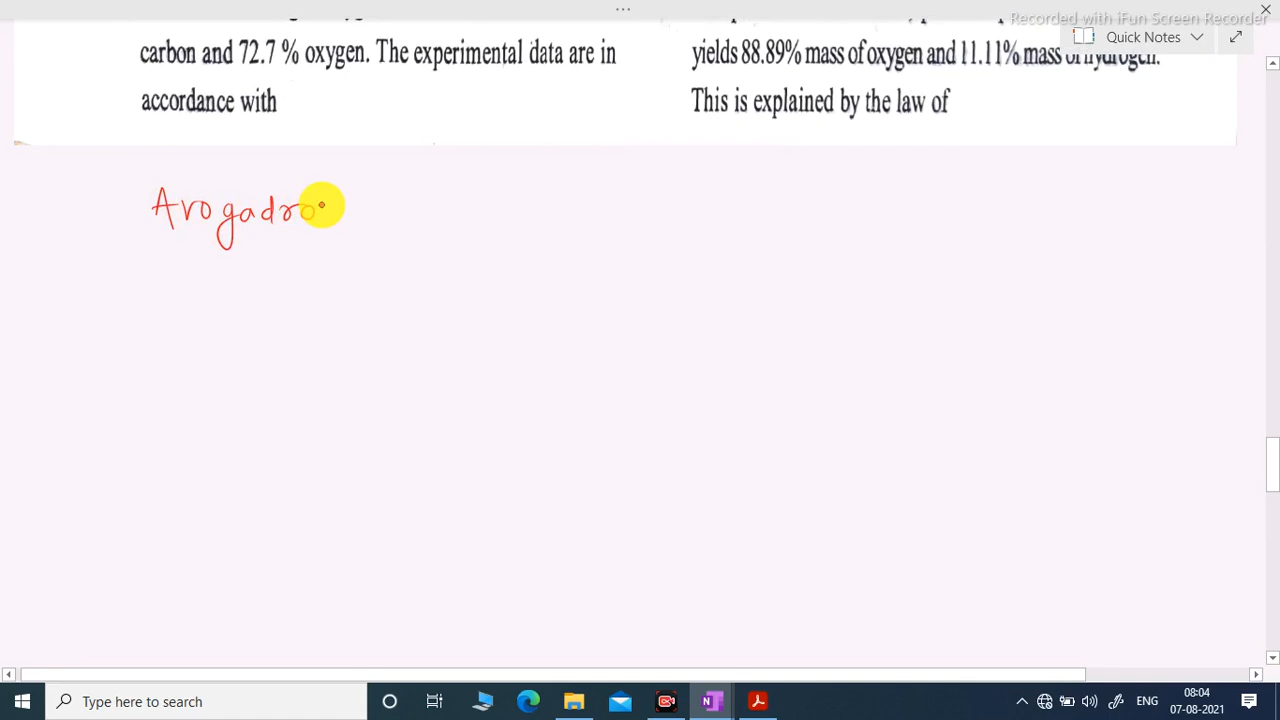 Recorded with iFun Screen Recorder
Quick Notes
carbon and 72.7 % oxygen. The experimental data are in
accordance with
yields 88.89% mass of oxygen and 11.11% mass of hydrogen.
This is explained by the law of
Avogadro
Type here to search
ENG
08:04
07-08-2021